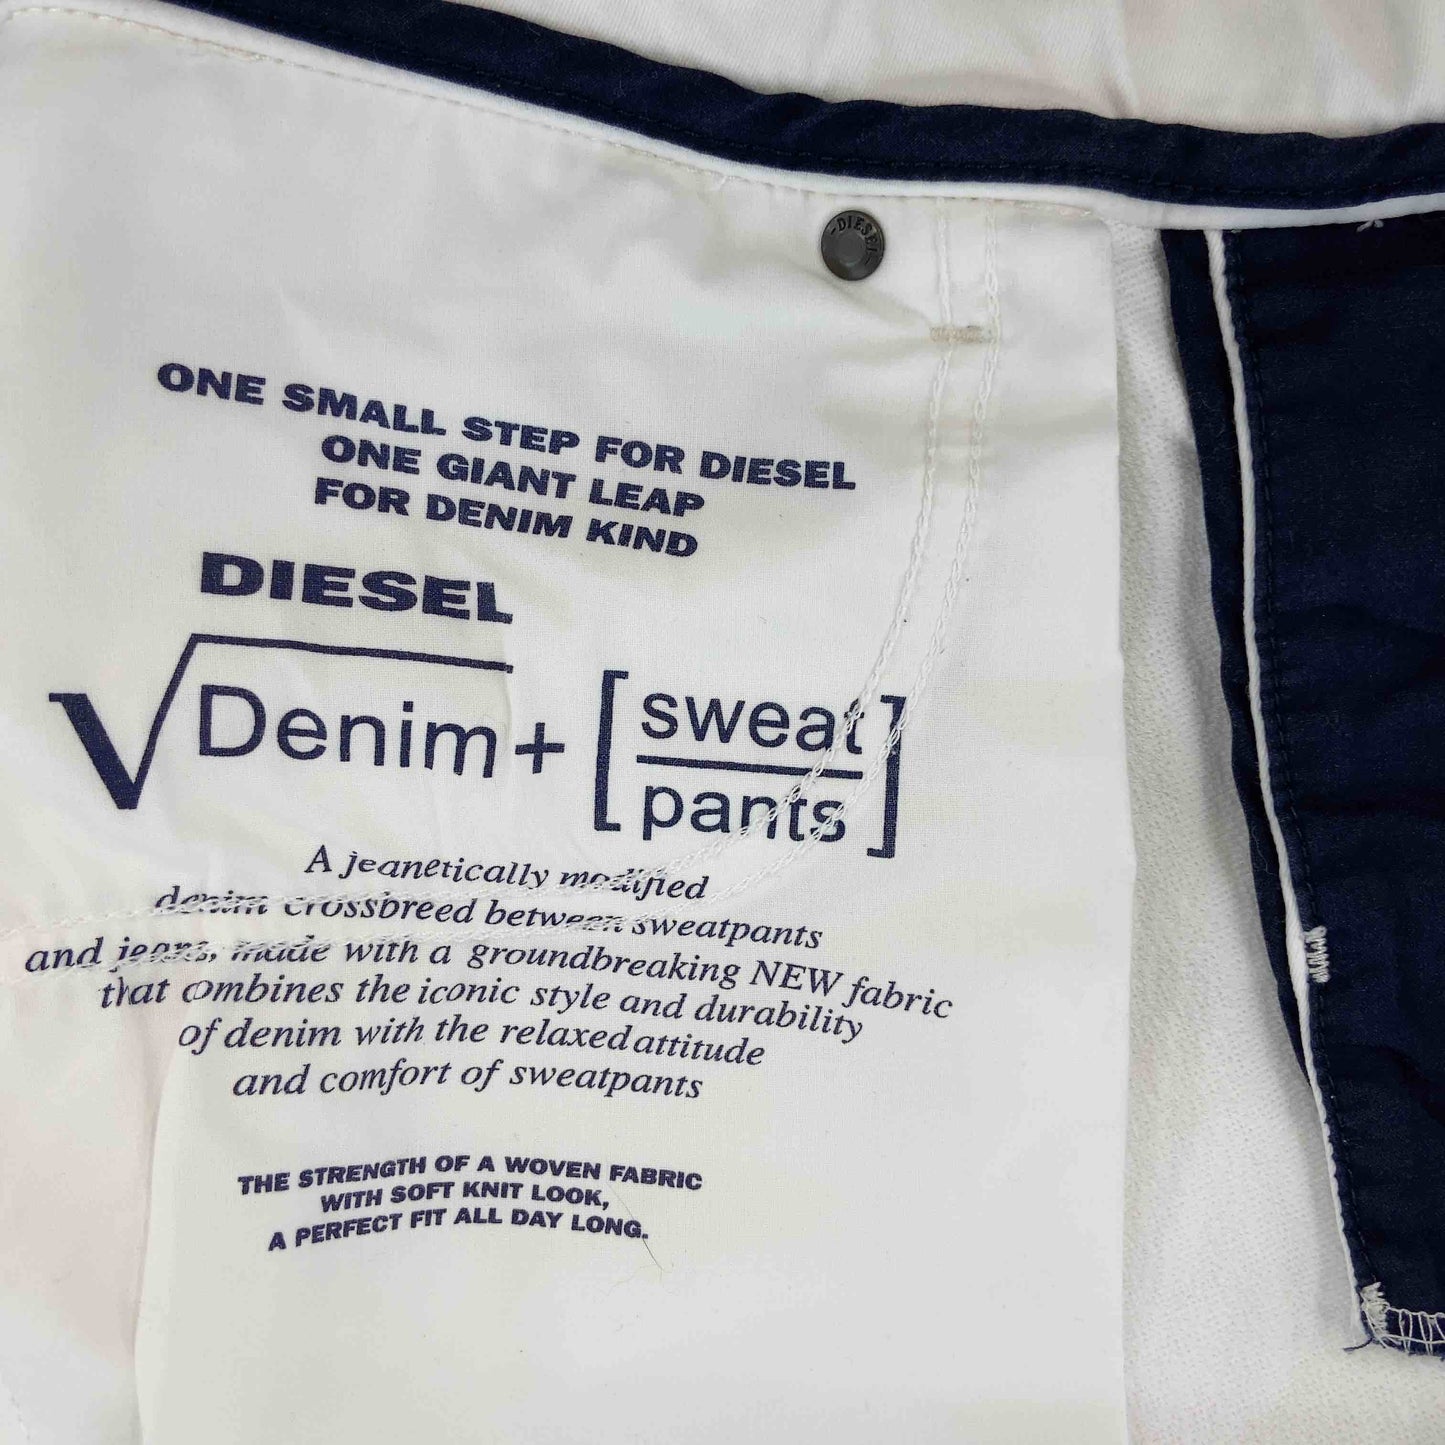 DIESEL
ONE SMALL STEP FOR DIESEL
ONE GIANT LEAP
FOR DENIM KIND
DIESEL
√Denim + [sweat
pants]
A jeanetically modified
denim crossbreed between sweatpants
and jeans, made with a groundbreaking NEW fabric
that combines the iconic style and durability
of denim with the relaxed attitude
and comfort of sweatpants
THE STRENGTH OF A WOVEN FABRIC
WITH SOFT KNIT LOOK,
A PERFECT FIT ALL DAY LONG.